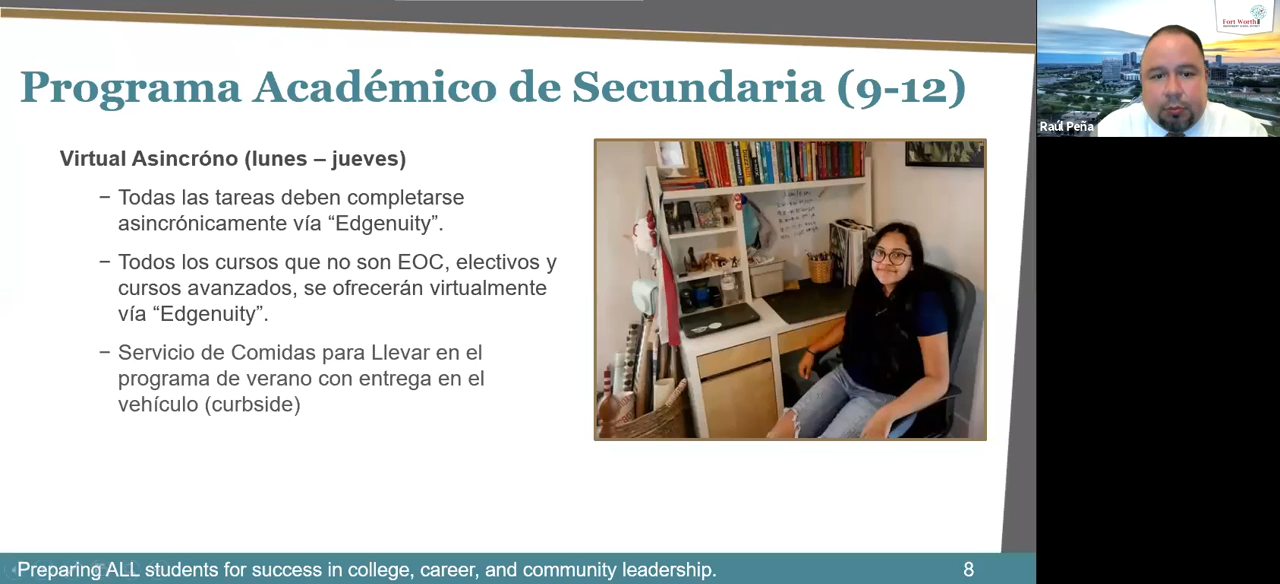 Programa Académico de Secundaria (9-12)
Virtual Asincróno (lunes – jueves)
– Todas las tareas deben completarse
asincrónicamente vía “Edgenuity”.
– Todos los cursos que no son EOC, electivos y
cursos avanzados, se ofrecerán virtualmente
vía “Edgenuity”.
– Servicio de Comidas para Llevar en el
programa de verano con entrega en el
vehículo (curbside)
Preparing ALL students for success in college, career, and community leadership.
8
Fort Worth
Raúl Peña